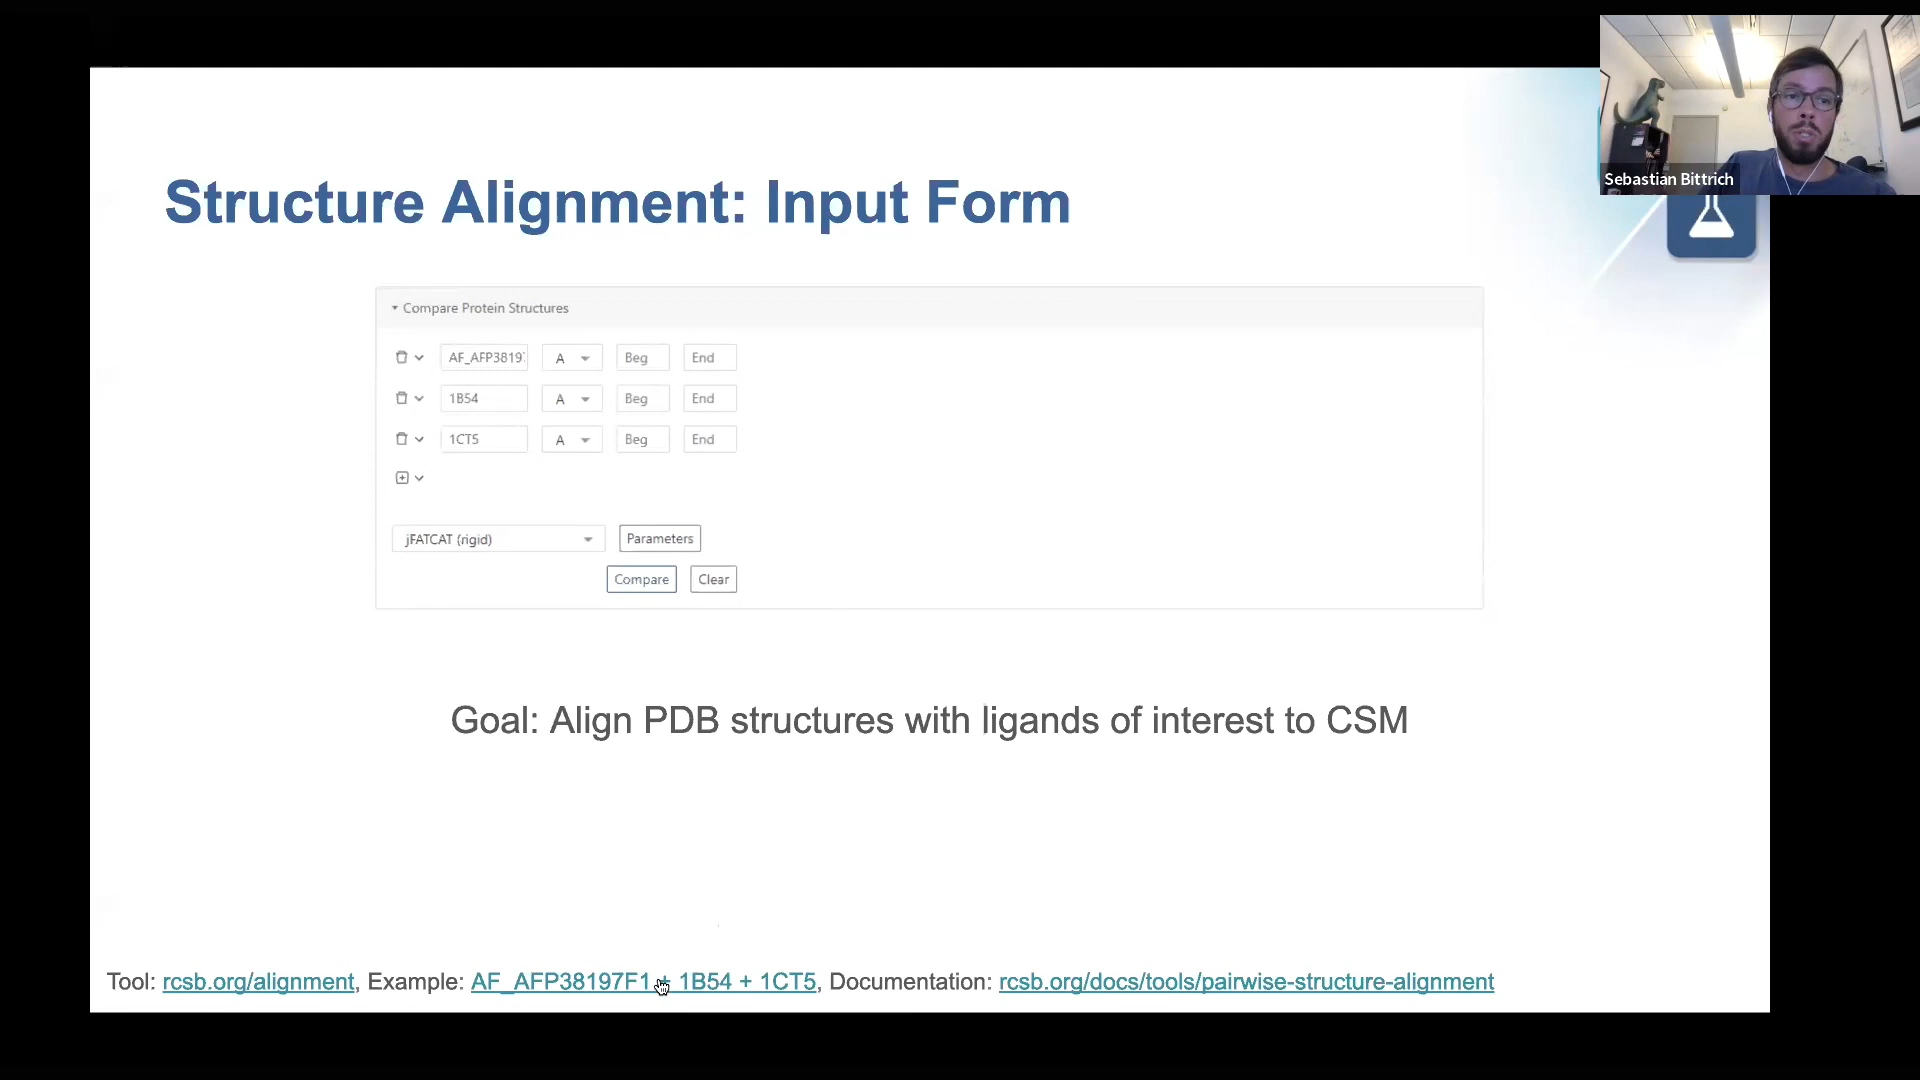 Sebastian Bittrich
Structure Alignment: Input Form
Compare Protein Structures
AF_AFP3819 A Beg End
1B54 A Beg End
1CT5 A Beg End
jFATCAT (rigid) Parameters
Compare Clear
Goal: Align PDB structures with ligands of interest to CSM
Tool: rcsb.org/alignment, Example: AF_AFP38197F1 + 1B54 + 1CT5, Documentation: rcsb.org/docs/tools/pairwise-structure-alignment